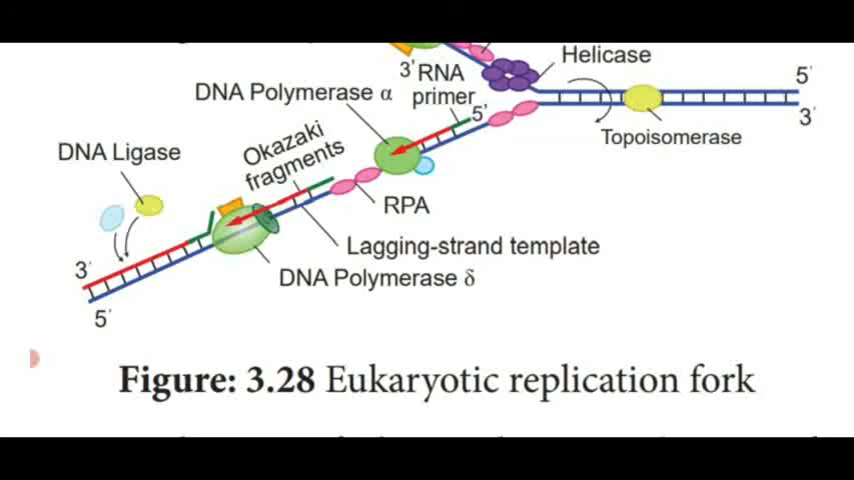 Helicase
3' RNA
primer
5'
DNA Polymerase α
5'
3'
Topoisomerase
Okazaki
fragments
DNA Ligase
RPA
Lagging-strand template
3'
DNA Polymerase δ
5'
Figure: 3.28 Eukaryotic replication fork